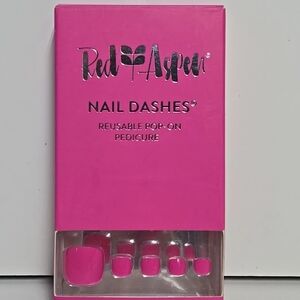 Red Aspen®
NAIL DASHES®
REUSABLE POP-ON
PEDICURE